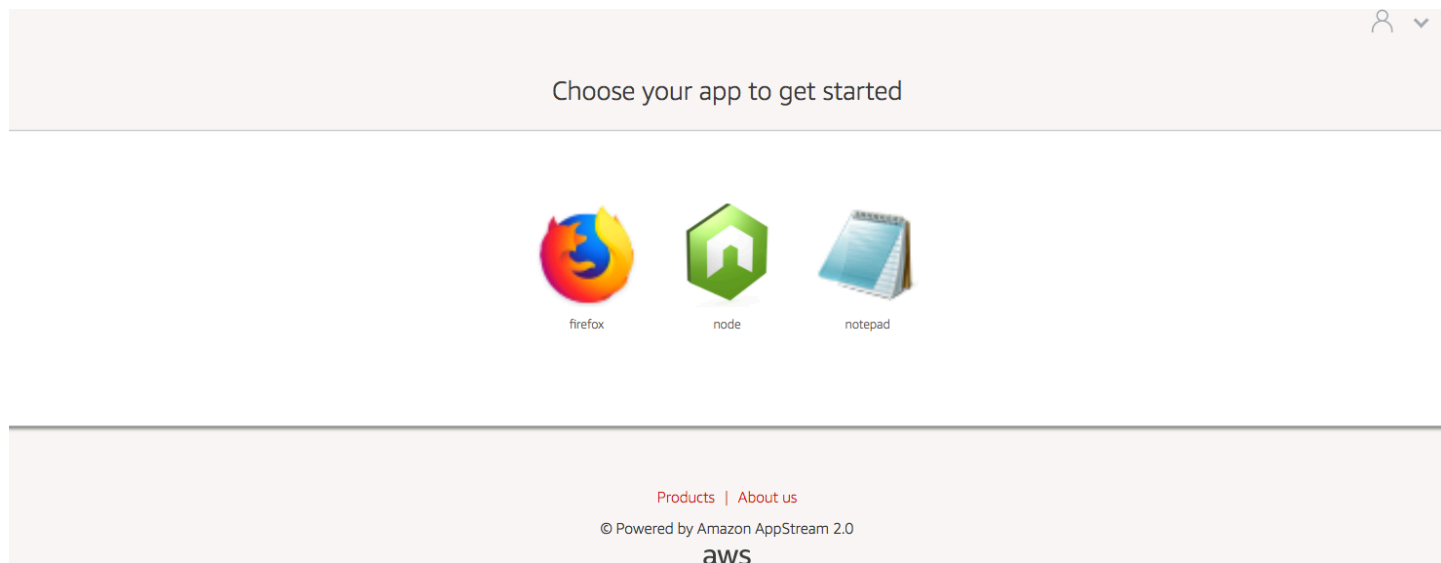 Choose your app to get started
firefox
node
notepad
Products | About us
© Powered by Amazon AppStream 2.0
aws